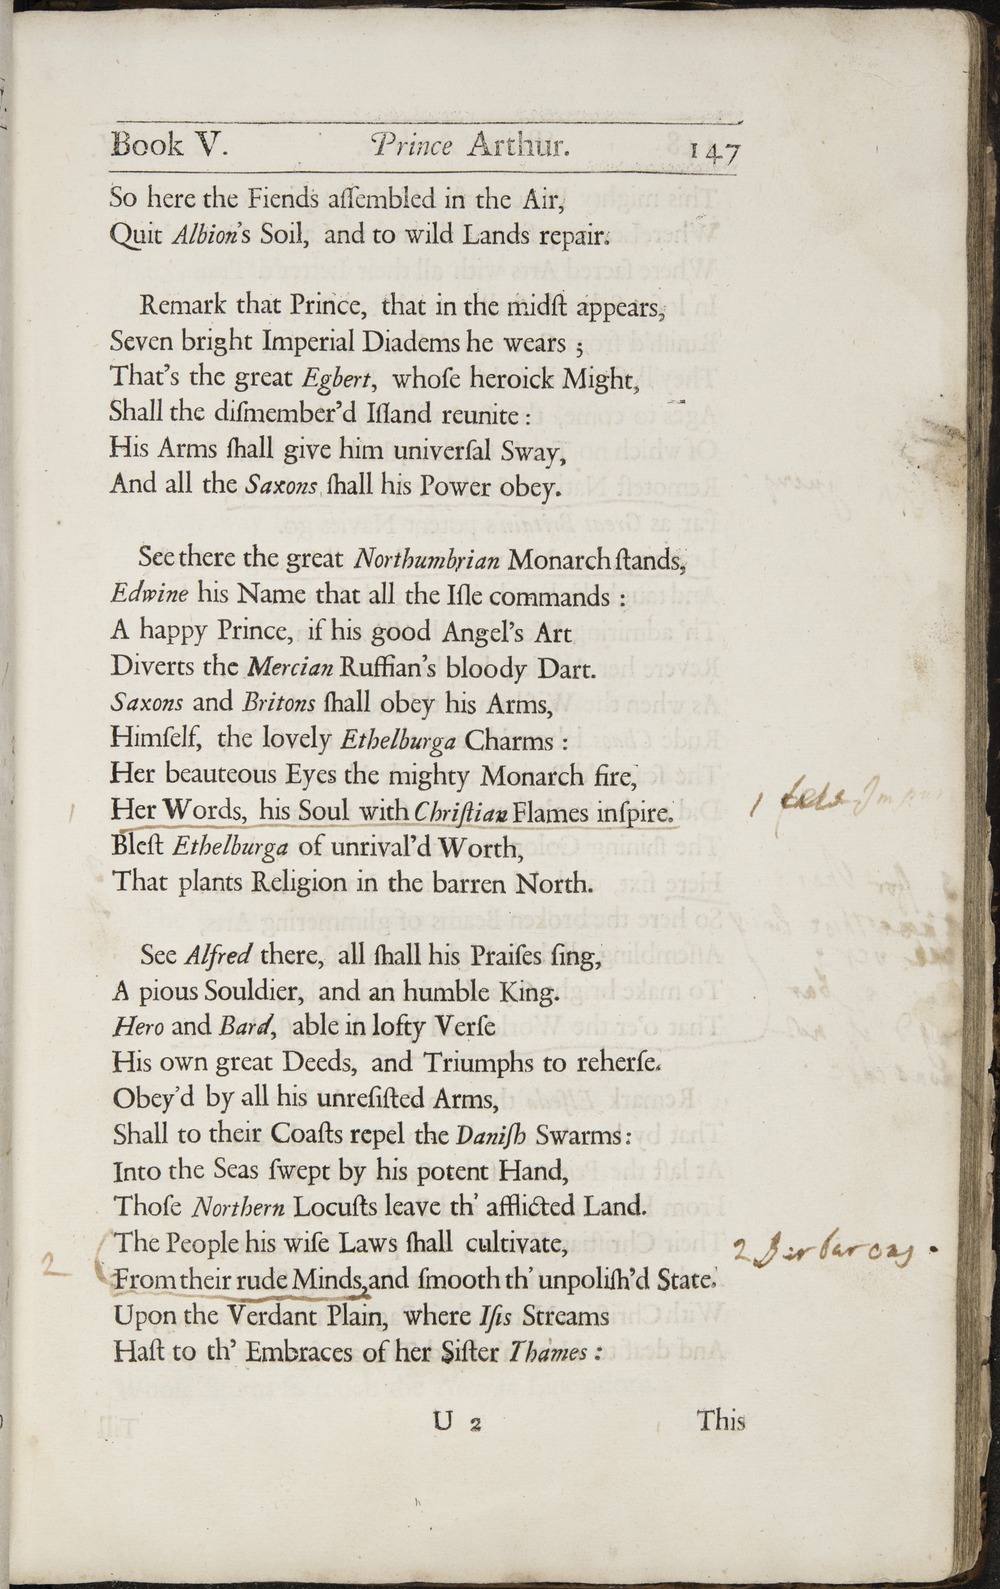 Book V. Prince Arthur. 147
So here the Fiends aſſembled in the Air,
Quit Albion's Soil, and to wild Lands repair.
Remark that Prince, that in the midſt appears,
Seven bright Imperial Diadems he wears ;
That's the great Egbert, whoſe heroick Might,
Shall the diſmember'd Iſland reunite :
His Arms ſhall give him univerſal Sway,
And all the Saxons ſhall his Power obey.
See there the great Northumbrian Monarch ſtands,
Edwine his Name that all the Iſle commands :
A happy Prince, if his good Angel's Art
Diverts the Mercian Ruffian's bloody Dart.
Saxons and Britons ſhall obey his Arms,
Himſelf, the lovely Ethelburga Charms :
Her beauteous Eyes the mighty Monarch fire,
1 Her Words, his Soul with Chriſtian Flames inſpire. 1
Bleſt Ethelburga of unrival'd Worth,
That plants Religion in the barren North.
See Alfred there, all ſhall his Praiſes ſing,
A pious Souldier, and an humble King.
Hero and Bard, able in lofty Verſe
His own great Deeds, and Triumphs to reherſe.
Obey'd by all his unreſiſted Arms,
Shall to their Coaſts repel the Daniſh Swarms:
Into the Seas ſwept by his potent Hand,
Thoſe Northern Locuſts leave th' afflicted Land.
The People his wiſe Laws ſhall cultivate, 2 Barbarous.
2 From their rude Minds, and ſmooth th' unpoliſh'd State.
Upon the Verdant Plain, where Iſis Streams
Haſt to th' Embraces of her Siſter Thames :
U 2 This